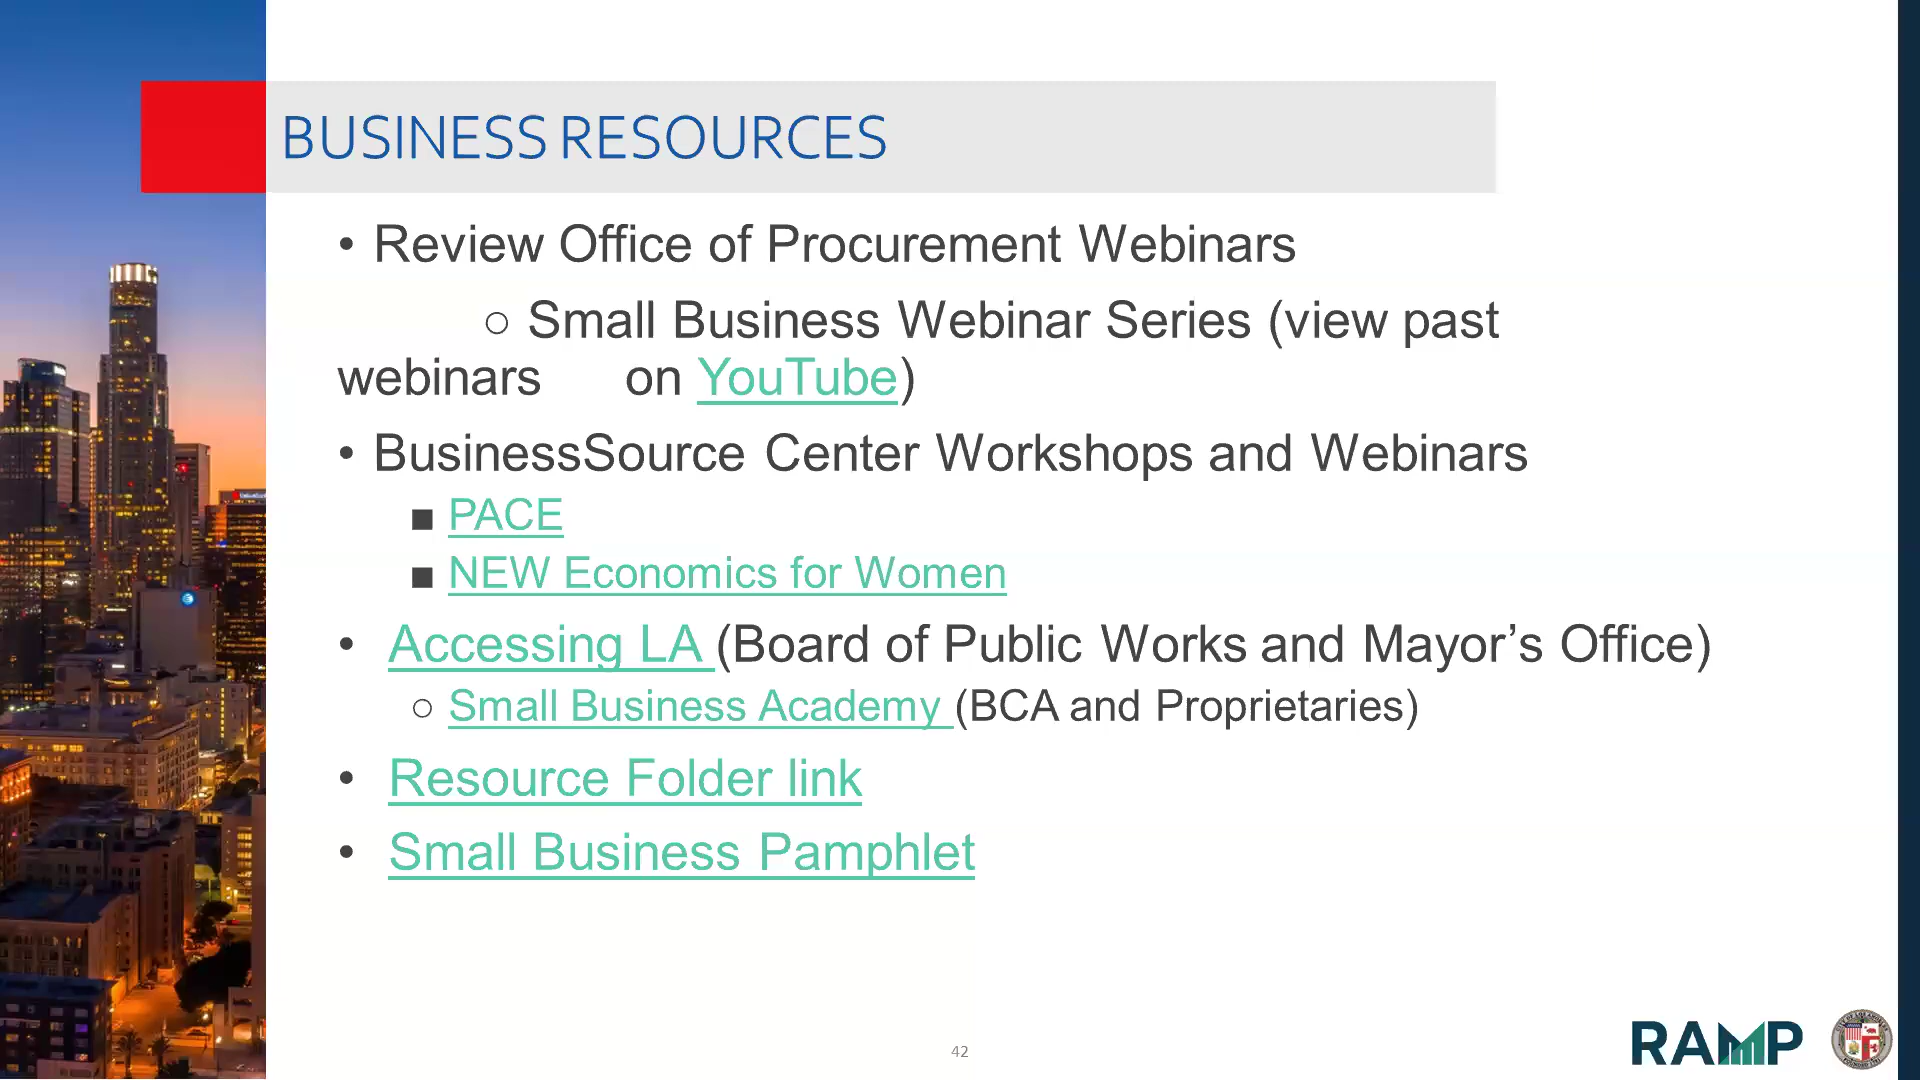 BUSINESS RESOURCES
• Review Office of Procurement Webinars
○ Small Business Webinar Series (view past
webinars on YouTube)
• BusinessSource Center Workshops and Webinars
■ PACE
■ NEW Economics for Women
• Accessing LA (Board of Public Works and Mayor’s Office)
○ Small Business Academy (BCA and Proprietaries)
• Resource Folder link
• Small Business Pamphlet
42
RAMP